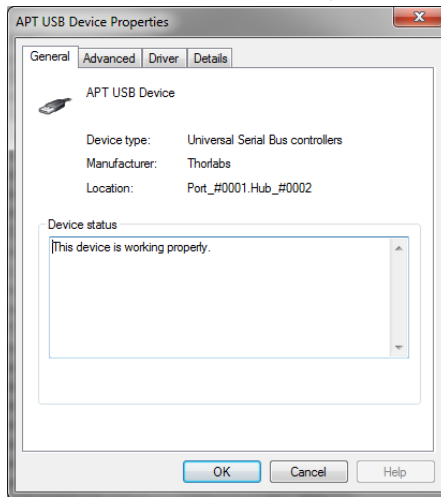 APT USB Device Properties
General Advanced Driver Details
APT USB Device
Device type: Universal Serial Bus controllers
Manufacturer: Thorlabs
Location: Port_#0001.Hub_#0002
Device status
This device is working properly.
OK Cancel Help